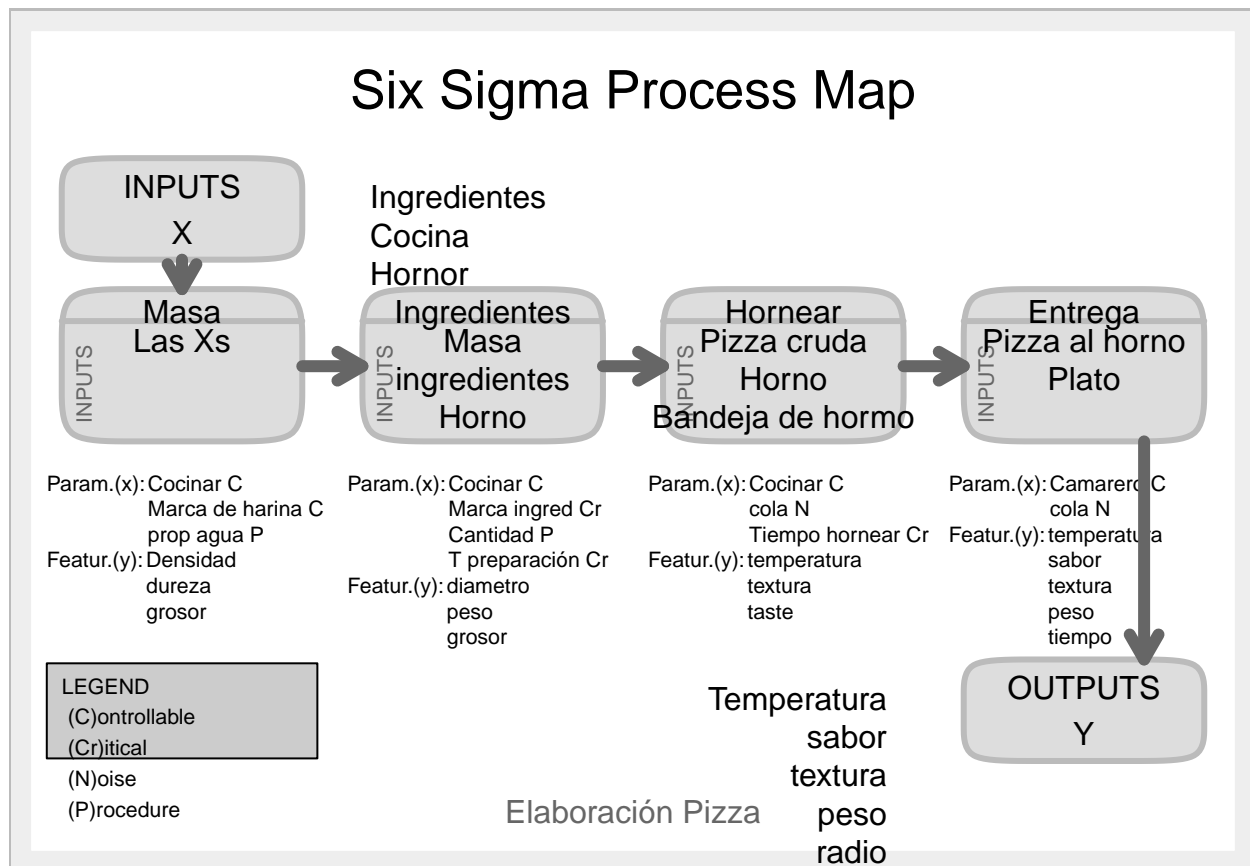 Six Sigma Process Map
INPUTS
X
Ingredientes
Cocina
Hornor
Masa
Las Xs
INPUTS
Ingredientes
Masa
ingredientes
Horno
INPUTS
Hornear
Pizza cruda
Horno
Bandeja de hormo
INPUTS
Entrega
Pizza al horno
Plato
INPUTS
Param.(x): Cocinar C
Marca de harina C
prop agua P
Featur.(y): Densidad
dureza
grosor
Param.(x): Cocinar C
Marca ingred Cr
Cantidad P
T preparación Cr
Featur.(y): diametro
peso
grosor
Param.(x): Cocinar C
cola N
Tiempo hornear Cr
Featur.(y): temperatura
textura
taste
Param.(x): Camarero C
cola N
Featur.(y): temperatura
sabor
textura
peso
tiempo
LEGEND
(C)ontrollable
(Cr)itical
(N)oise
(P)rocedure
OUTPUTS
Y
Temperatura
sabor
textura
peso
radio
Elaboración Pizza